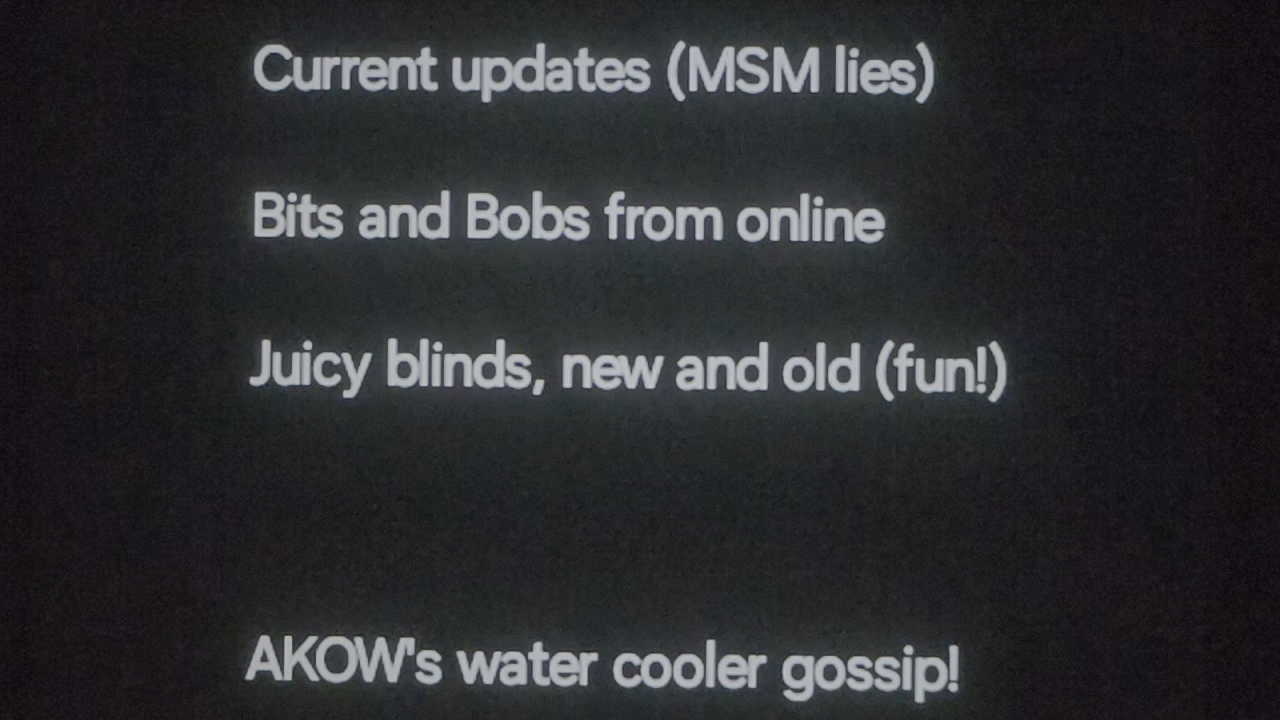 Current updates (MSM lies)
Bits and Bobs from online
Juicy blinds, new and old (fun!)
AKOW's water cooler gossip!